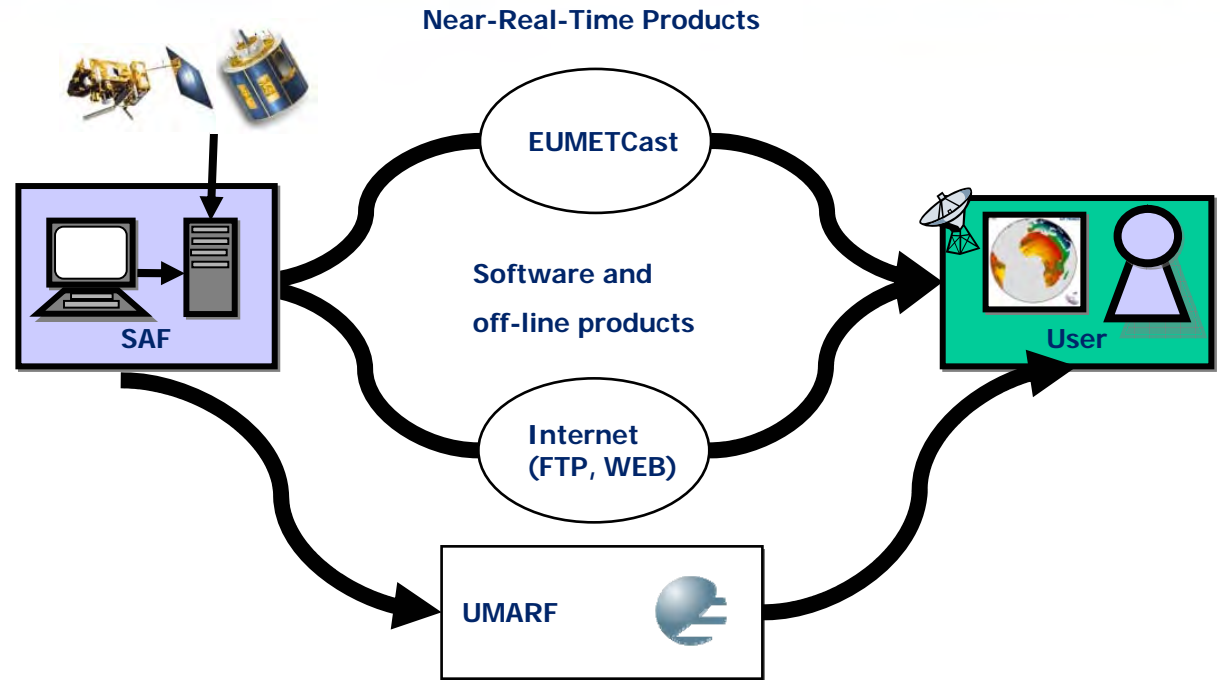 Near-Real-Time Products
EUMETCast
Software and
off-line products
SAF
User
Internet
(FTP, WEB)
UMARF